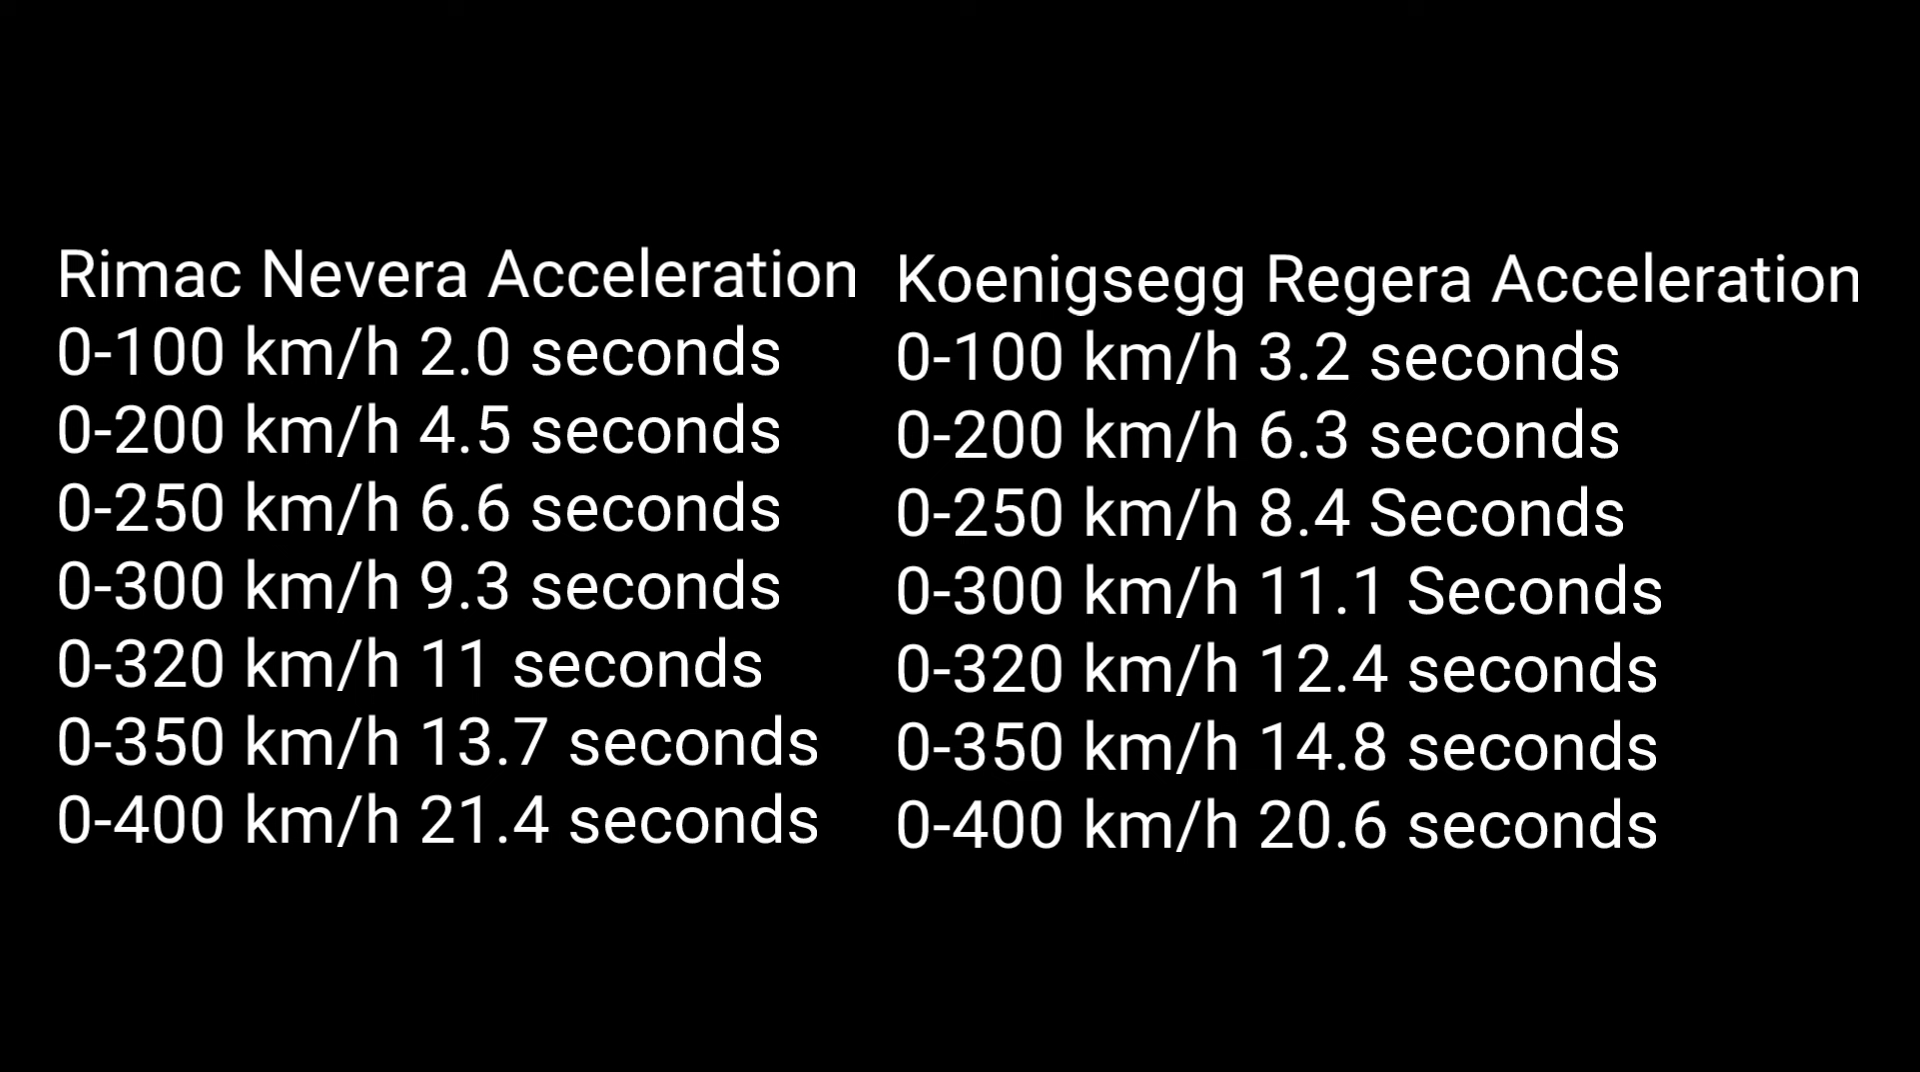 Rimac Nevera Acceleration
0-100 km/h 2.0 seconds
0-200 km/h 4.5 seconds
0-250 km/h 6.6 seconds
0-300 km/h 9.3 seconds
0-320 km/h 11 seconds
0-350 km/h 13.7 seconds
0-400 km/h 21.4 seconds
Koenigsegg Regera Acceleration
0-100 km/h 3.2 seconds
0-200 km/h 6.3 seconds
0-250 km/h 8.4 Seconds
0-300 km/h 11.1 Seconds
0-320 km/h 12.4 seconds
0-350 km/h 14.8 seconds
0-400 km/h 20.6 seconds